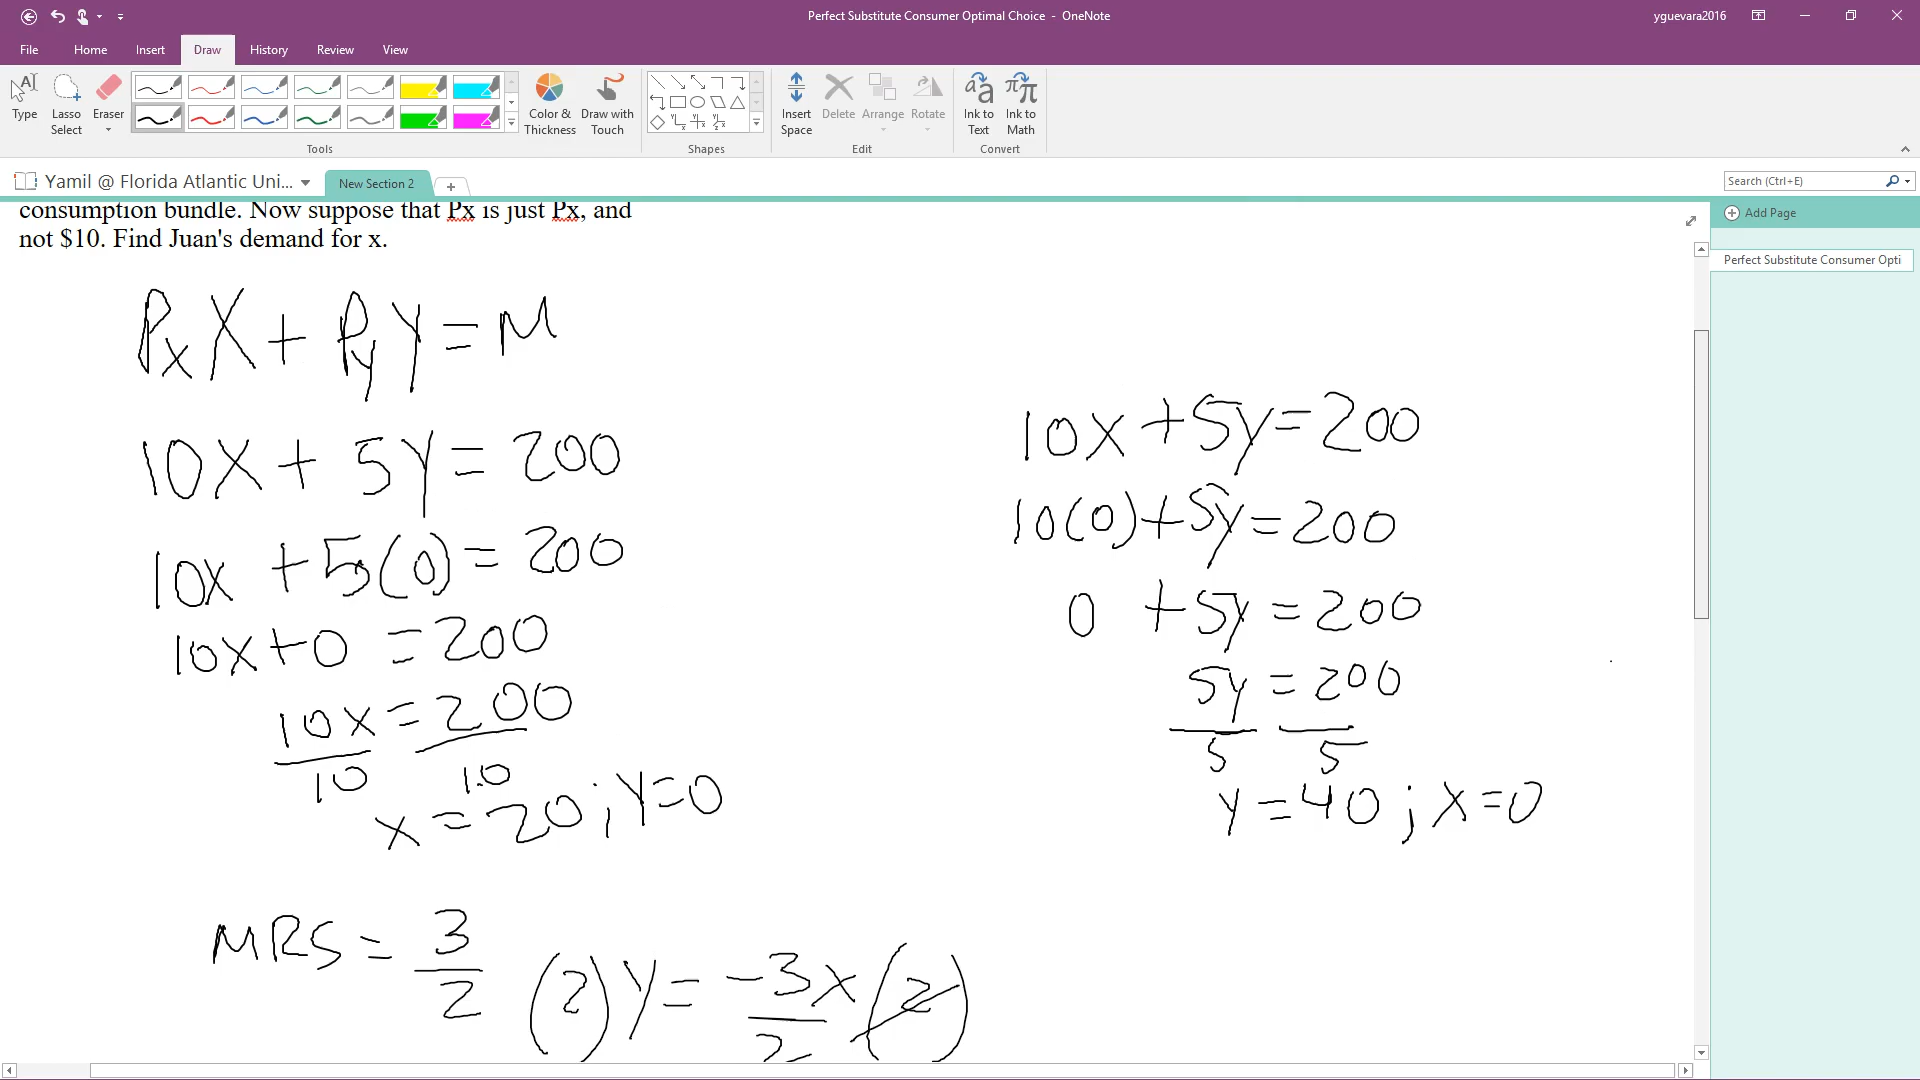 Perfect Substitute Consumer Optimal Choice - OneNote
yguevara2016
File Home Insert Draw History Review View
Type
Lasso Select
Eraser
Color & Thickness
Draw with Touch
Insert Space
Delete
Arrange
Rotate
Ink to Text
Ink to Math
Tools
Shapes
Edit
Convert
Yamil @ Florida Atlantic Uni...
New Section 2
Search (Ctrl+E)
Add Page
Perfect Substitute Consumer Opti
consumption bundle. Now suppose that Px is just Px, and
not $10. Find Juan's demand for x.
PxX + PyY = M
10X + 5Y = 200
10x + 5(0) = 200
10x + 0 = 200
10x = 200
10 10
x = 20 ; Y = 0
10x + 5y = 200
10(0) + 5y = 200
0 + 5y = 200
5y = 200
5 5
y = 40 ; x = 0
MRS = 3
2
(2) Y = -3x (2)
2